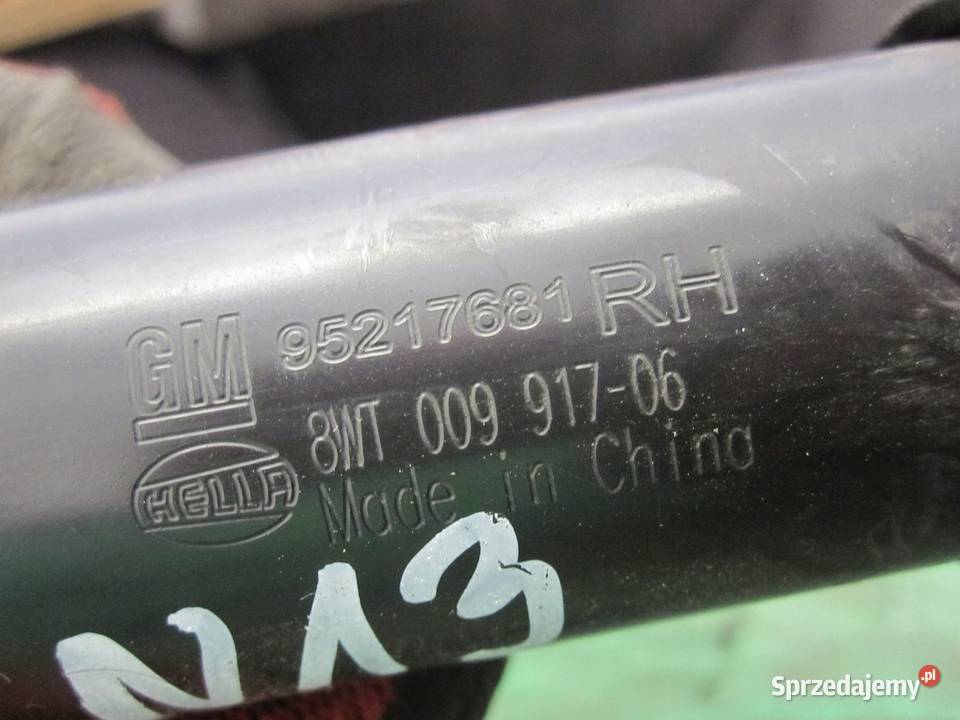 GM 95217681 RH
HELLA 8WT 009 917-06
Made in China
N13
Sprzedajemy.pl